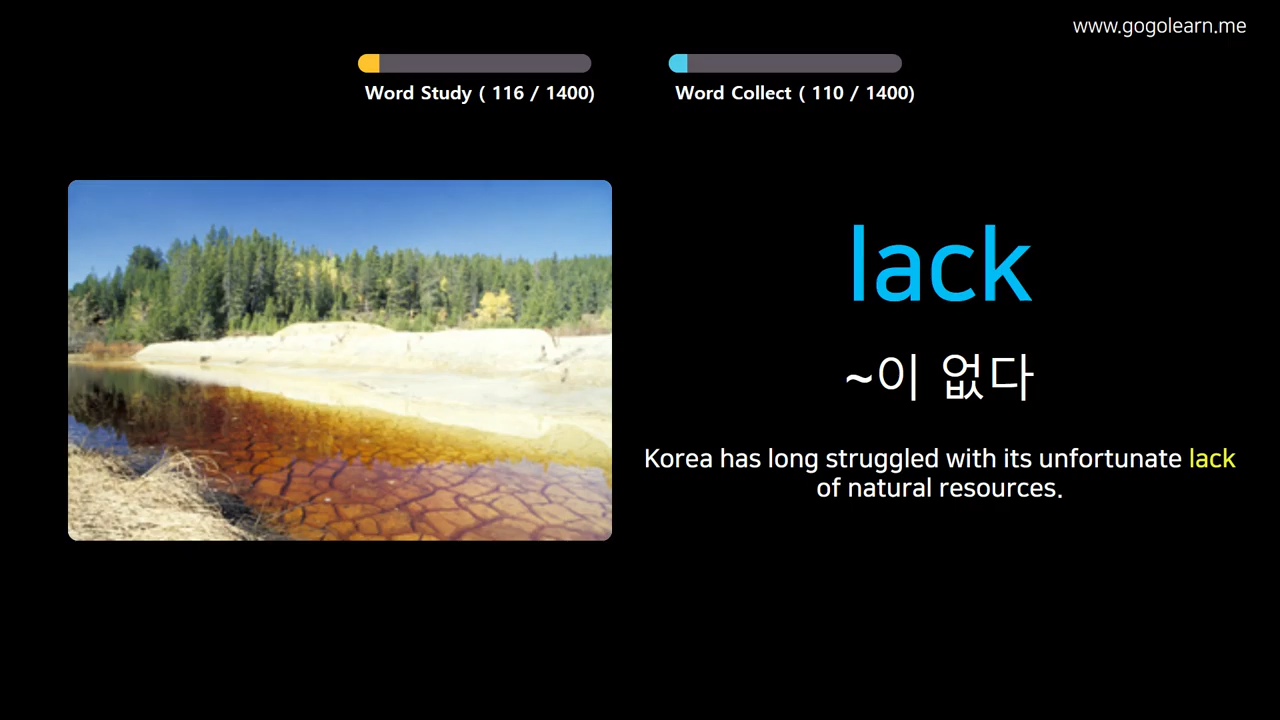 www.gogolearn.me
Word Study ( 116 / 1400)
Word Collect ( 110 / 1400)
lack
~이 없다
Korea has long struggled with its unfortunate lack
of natural resources.